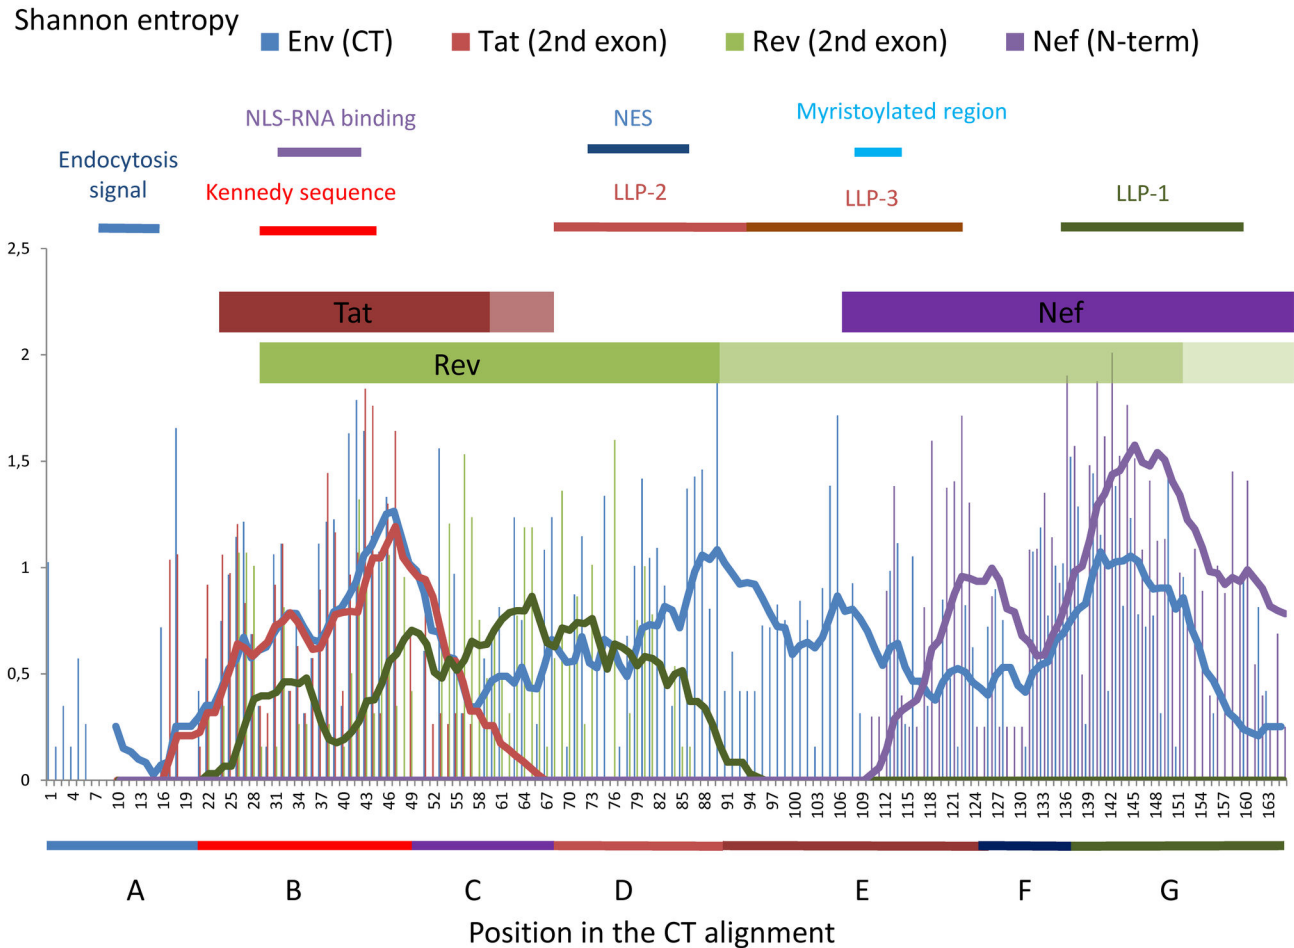 Shannon entropy
Env (CT)
Tat (2nd exon)
Rev (2nd exon)
Nef (N-term)
NLS-RNA binding
NES
Myristoylated region
Endocytosis
signal
Kennedy sequence
LLP-2
LLP-3
LLP-1
2,5
Tat
Nef
2
Rev
1,5
1
0,5
0
1 4 7 10 13 16 19 22 25 28 31 34 37 40 43 46 49 52 55 58 61 64 67 70 73 76 79 82 85 88 91 94 97 100 103 106 109 112 115 118 121 124 127 130 133 136 139 142 145 148 151 154 157 160 163
A B C D E F G
Position in the CT alignment